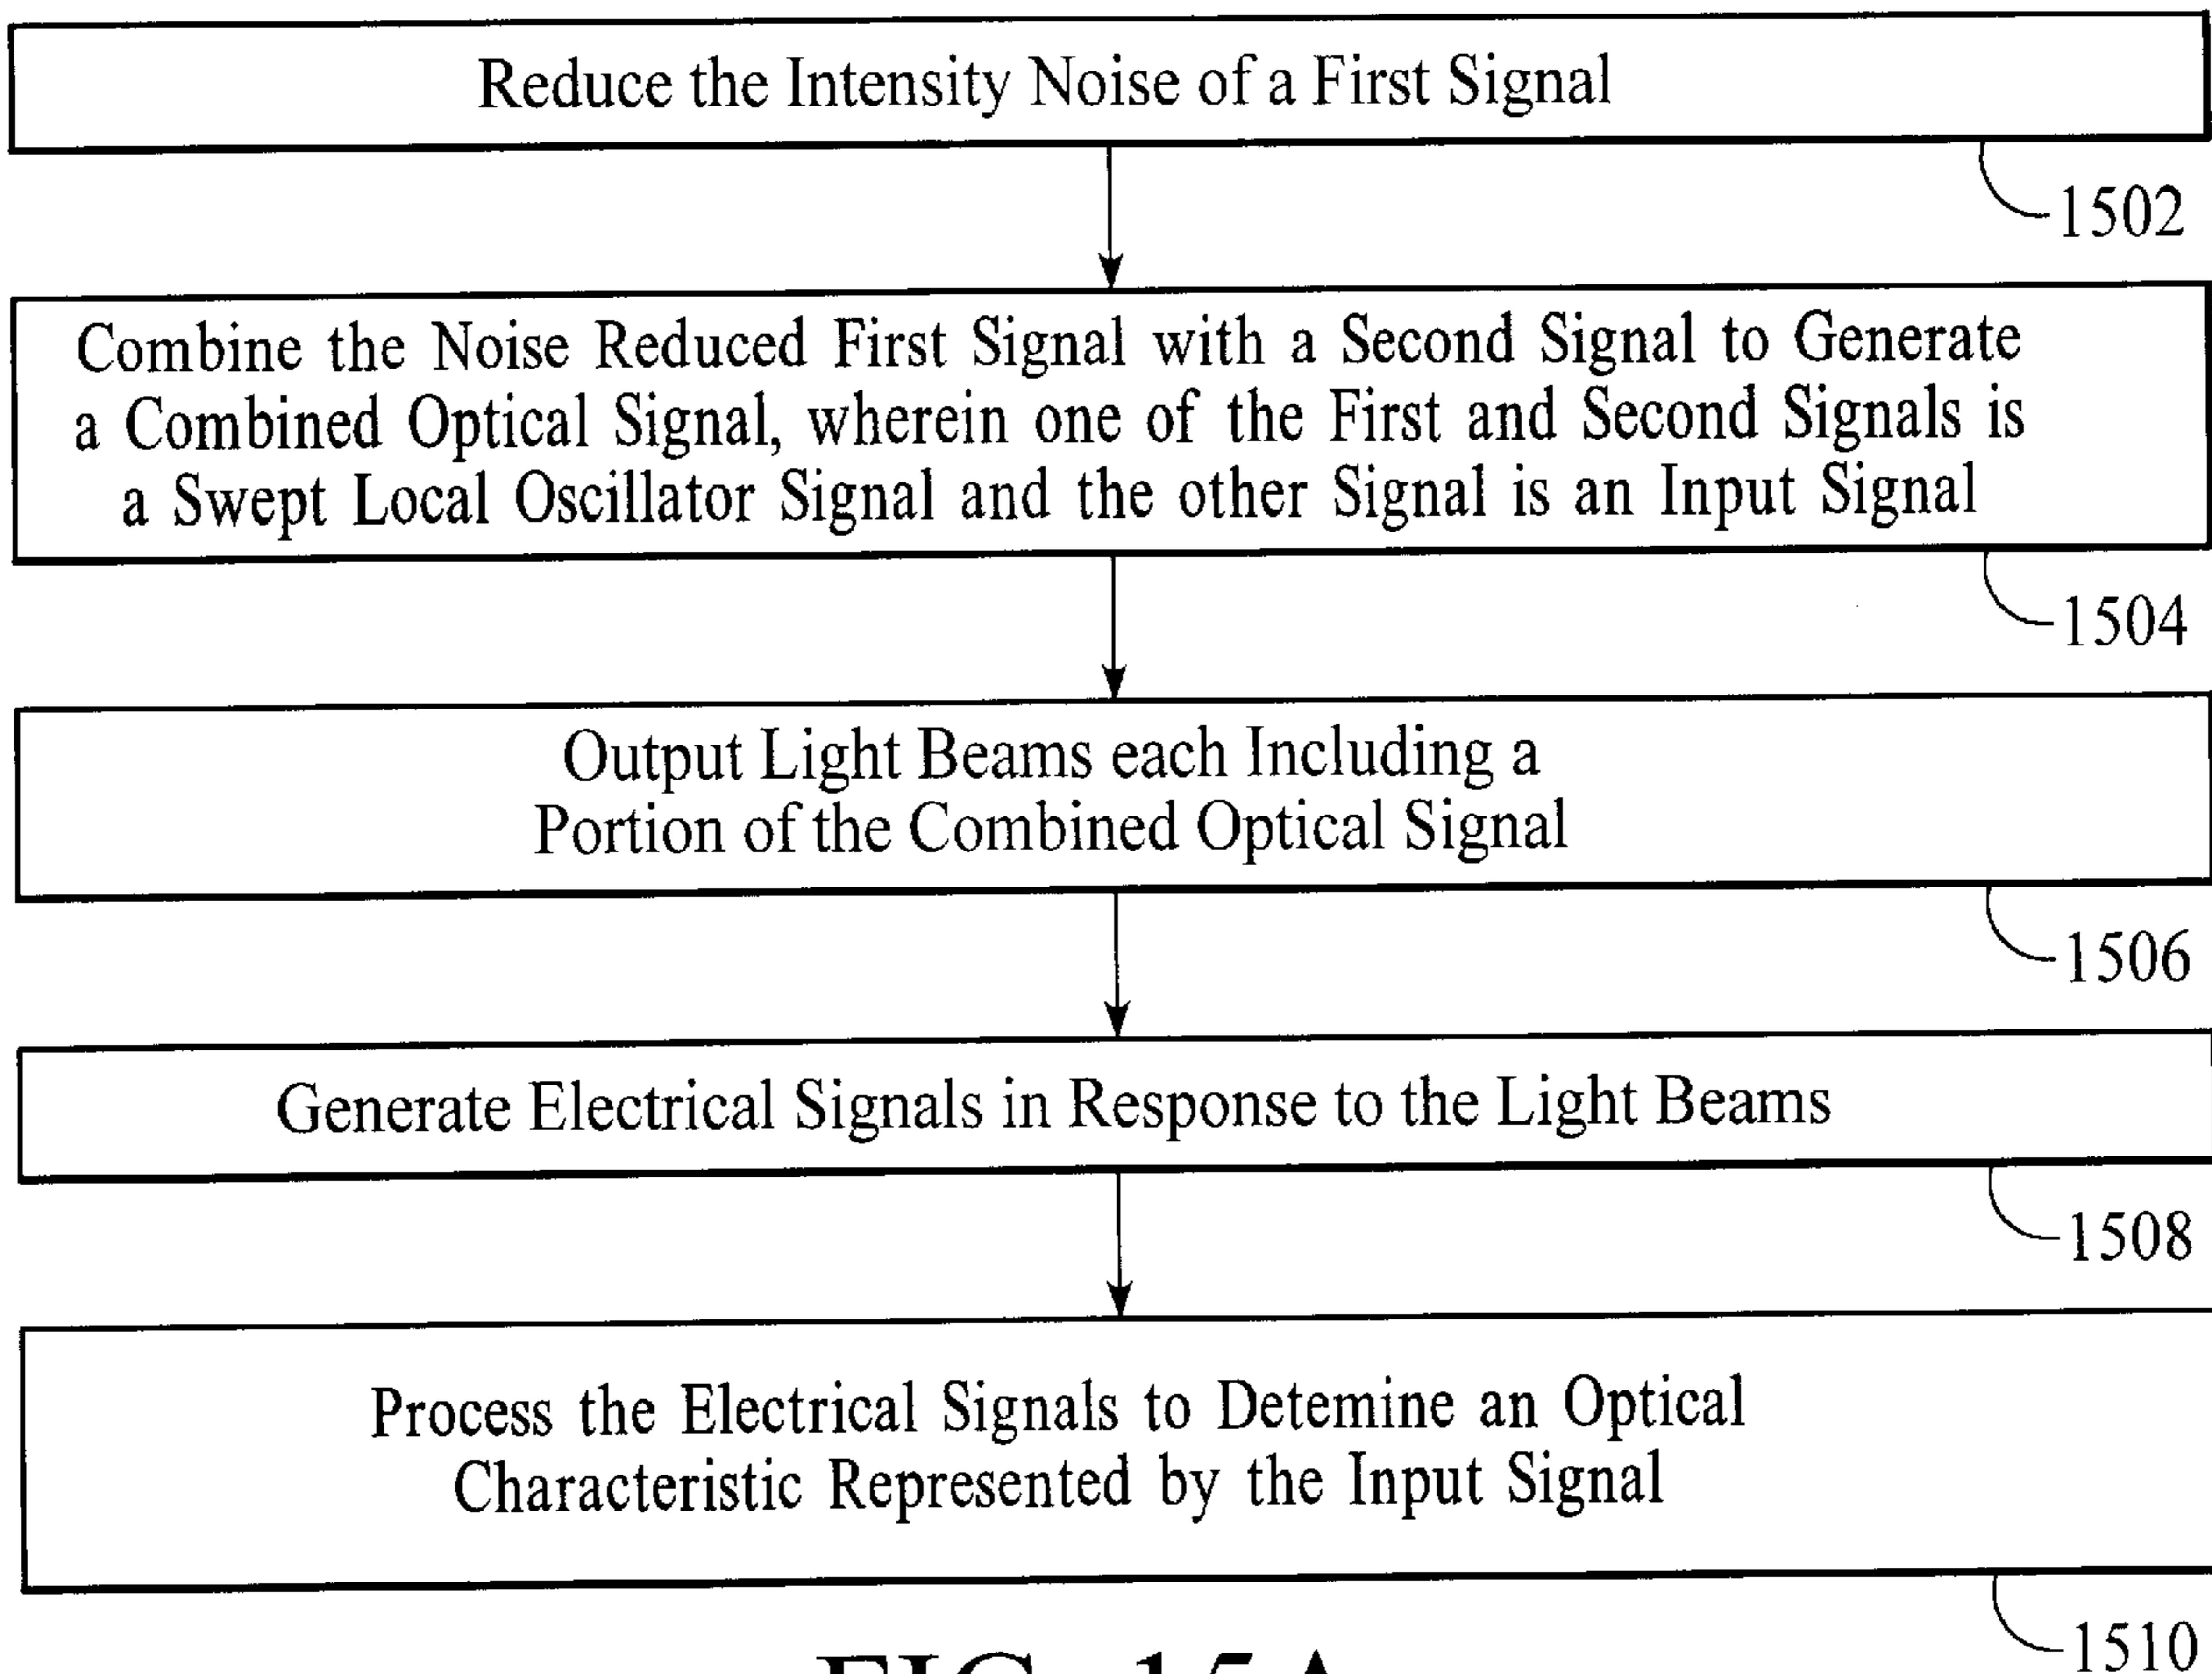 Reduce the Intensity Noise of a First Signal
1502
Combine the Noise Reduced First Signal with a Second Signal to Generate
a Combined Optical Signal, wherein one of the First and Second Signals is
a Swept Local Oscillator Signal and the other Signal is an Input Signal
1504
Output Light Beams each Including a
Portion of the Combined Optical Signal
1506
Generate Electrical Signals in Response to the Light Beams
1508
Process the Electrical Signals to Detemine an Optical
Characteristic Represented by the Input Signal
1510
FIG. 15A